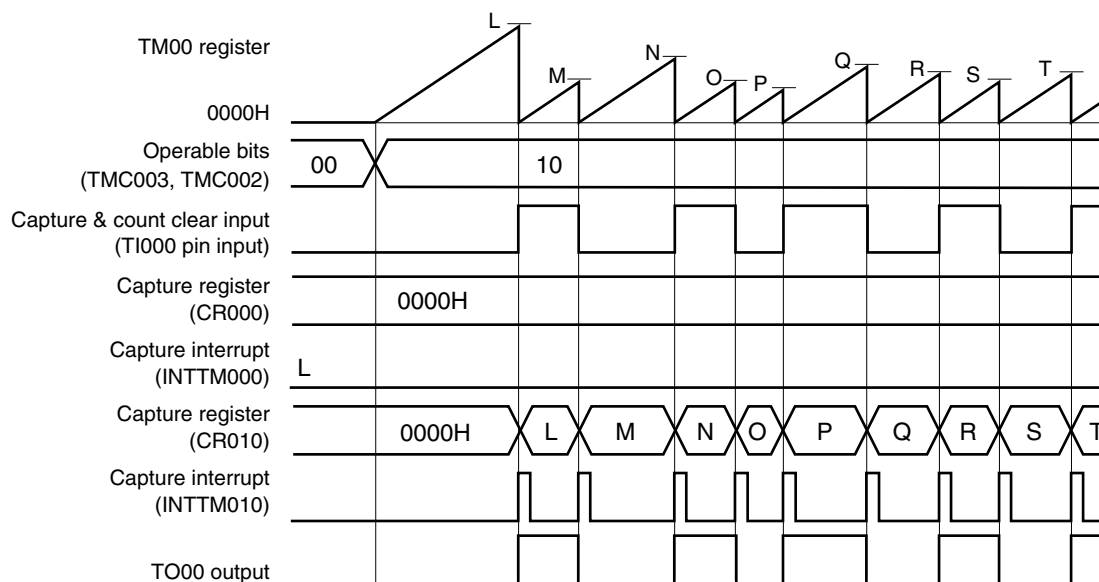 L
M
N
O
P
Q
R
S
T
TM00 register
0000H
Operable bits
(TMC003, TMC002)
00
10
Capture & count clear input
(TI000 pin input)
Capture register
(CR000)
0000H
Capture interrupt
(INTTM000)
L
Capture register
(CR010)
0000H
L
M
N
O
P
Q
R
S
T
Capture interrupt
(INTTM010)
TO00 output